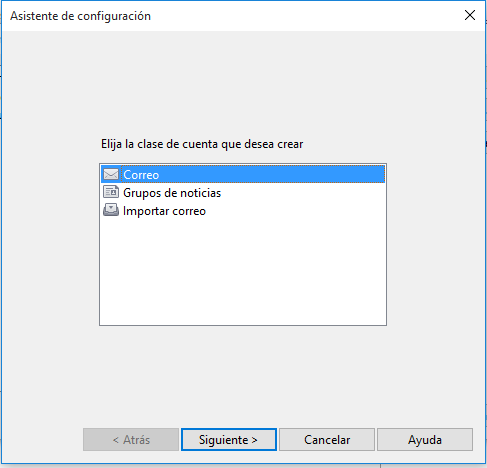 Asistente de configuración
Elija la clase de cuenta que desea crear
Correo
Grupos de noticias
Importar correo
< Atrás
Siguiente >
Cancelar
Ayuda